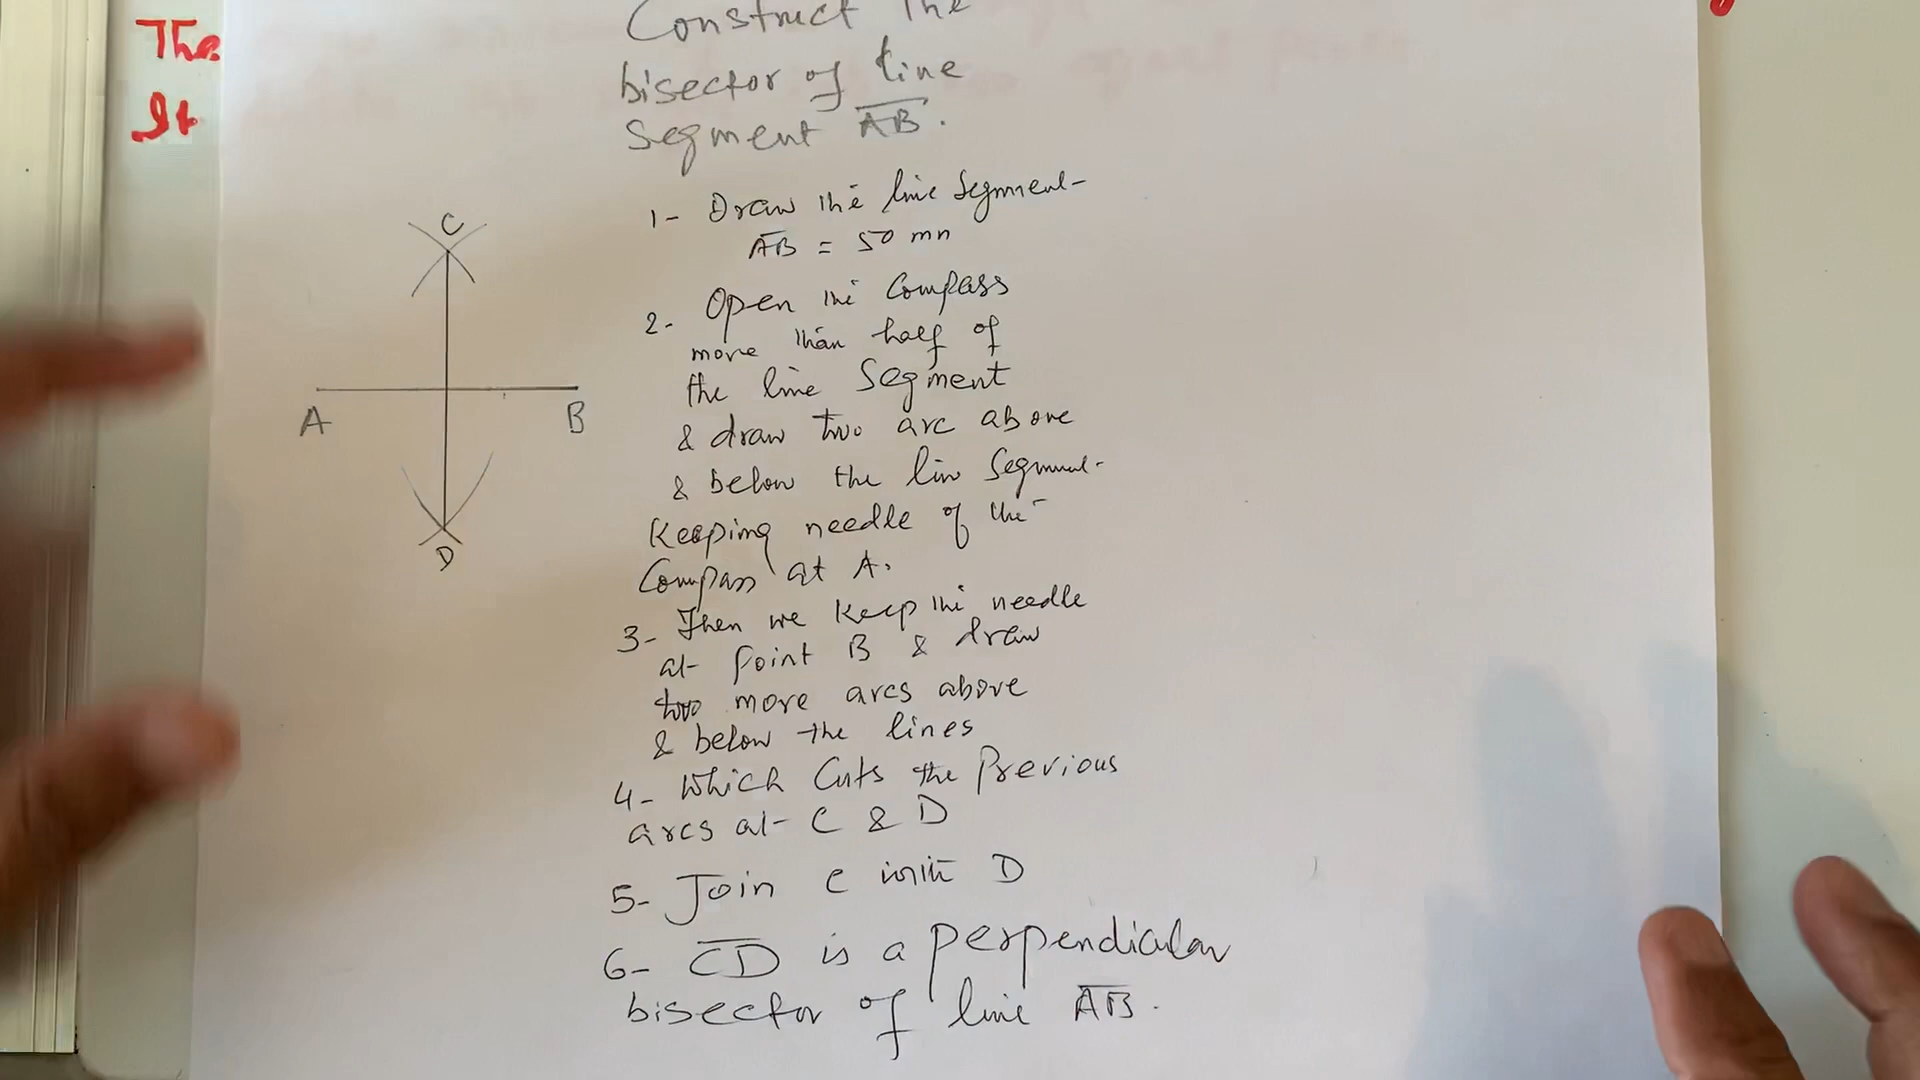 The
It
Construct The
bisector of line
Segment AB.
C
A
B
D
1- Draw the line Segment
AB = 50 mn
2- Open the Compass
more than half of
the line Segment
& draw two arc above
& below the line Segment
Keeping needle of the
Compass at A.
3- Then we Keep the needle
at Point B & draw
two more arcs above
& below the lines
4- Which Cuts the Previous
arcs at C & D
5- Join C with D
6- CD is a perpendicular
bisector of line AB.